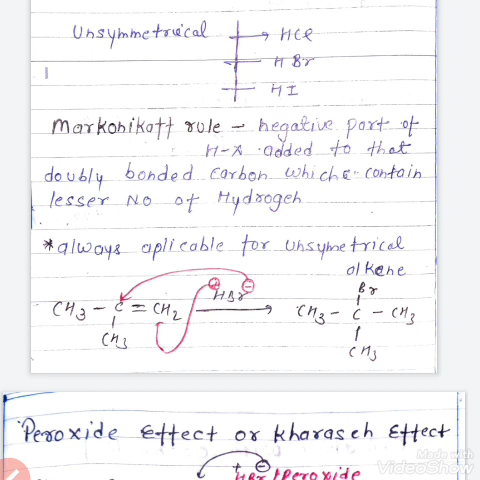 Unsymmetrical → HCl
HBr
HI
Markonikoff rule - negative part of
H-X added to that
doubly bonded carbon which contain
lesser No of Hydrogen
*always aplicable for unsymetrical
alkene
CH3 - C = CH2
CH3
⊕ ⊖
HBr
Br
CH3 - C - CH3
CH3
Peroxide Effect or Kharasch Effect
+ ⊖
HBr/Peroxide
Made with
VideoShow